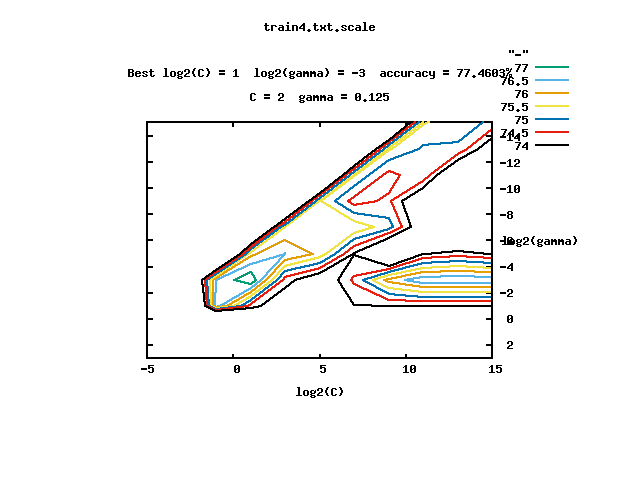 train4.txt.scale
"-"
Best log2(C) = 1  log2(gamma) = -3  accuracy = 77.4603%
77
76.5
C = 2  gamma = 0.125
76
75.5
75
74.5
74
-14
-12
-10
-8
-6
log2(gamma)
-4
-2
0
2
-5 0 5 10 15
log2(C)